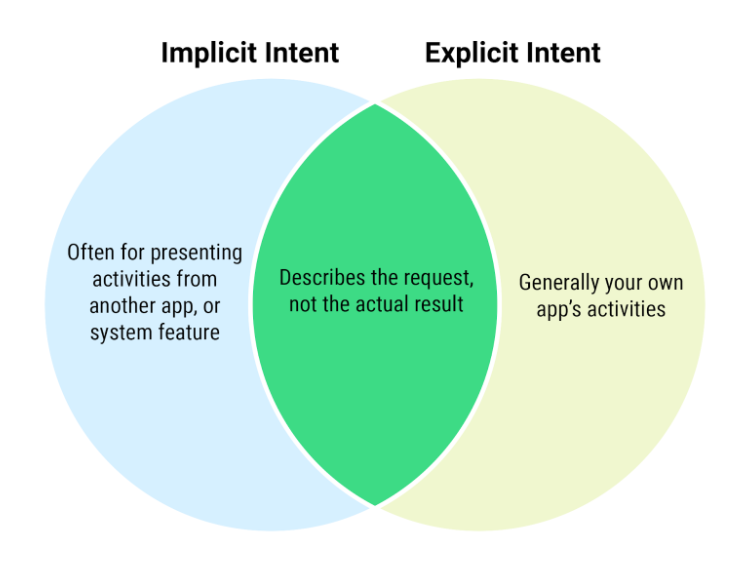 Implicit Intent
Explicit Intent
Often for presenting
activities from
another app, or
system feature
Describes the request,
not the actual result
Generally your own
app's activities